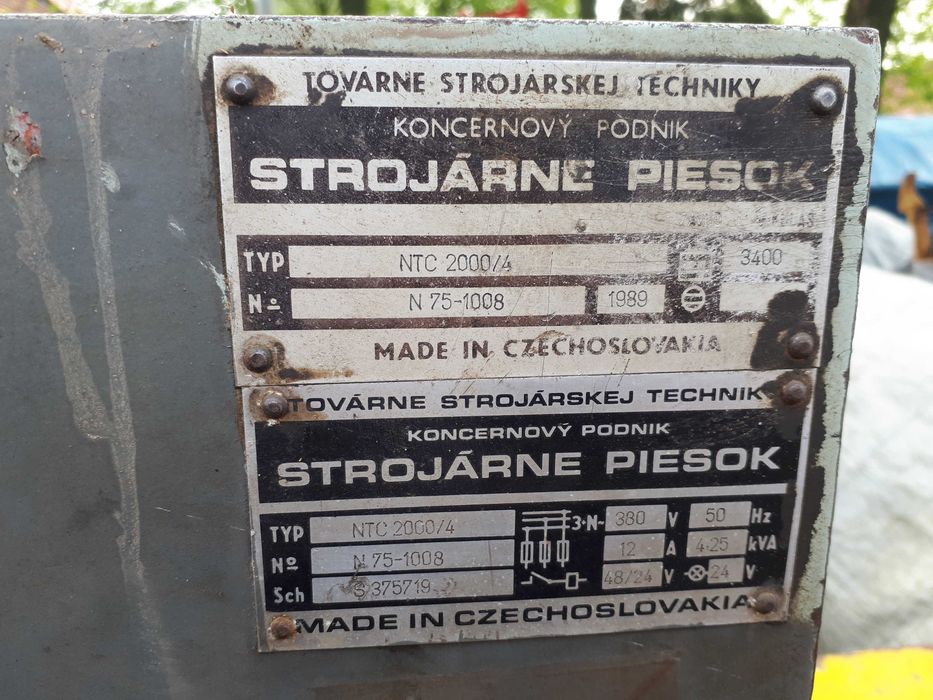 TOVÁRNE STROJÁRSKEJ TECHNIKY
KONCERNOVÝ PODNIK
STROJÁRNE PIESOK
TYP NTC 2000/4 3400
Nº N 75-1008 1989
MADE IN CZECHOSLOVAKIA
TOVÁRNE STROJÁRSKEJ TECHNIK
KONCERNOVÝ PODNIK
STROJÁRNE PIESOK
TYP NTC 2000/4 3+N~ 380 V 50 Hz
Nº N 75-1008 12 A 4.25 kVA
Sch S 375719 48/24 V 24 V
MADE IN CZECHOSLOVAKIA